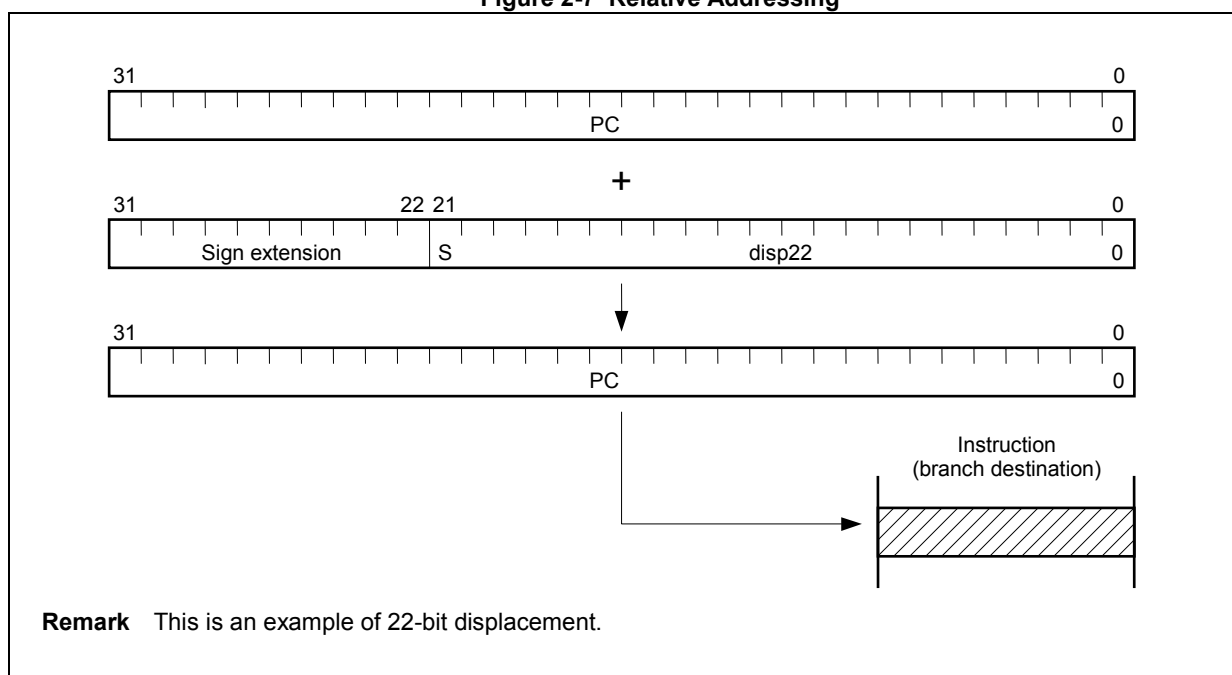 Figure 2-7 Relative Addressing
31 0
PC 0
+
31 22 21 0
Sign extension S disp22 0
31 0
PC 0
Instruction
(branch destination)
Remark This is an example of 22-bit displacement.